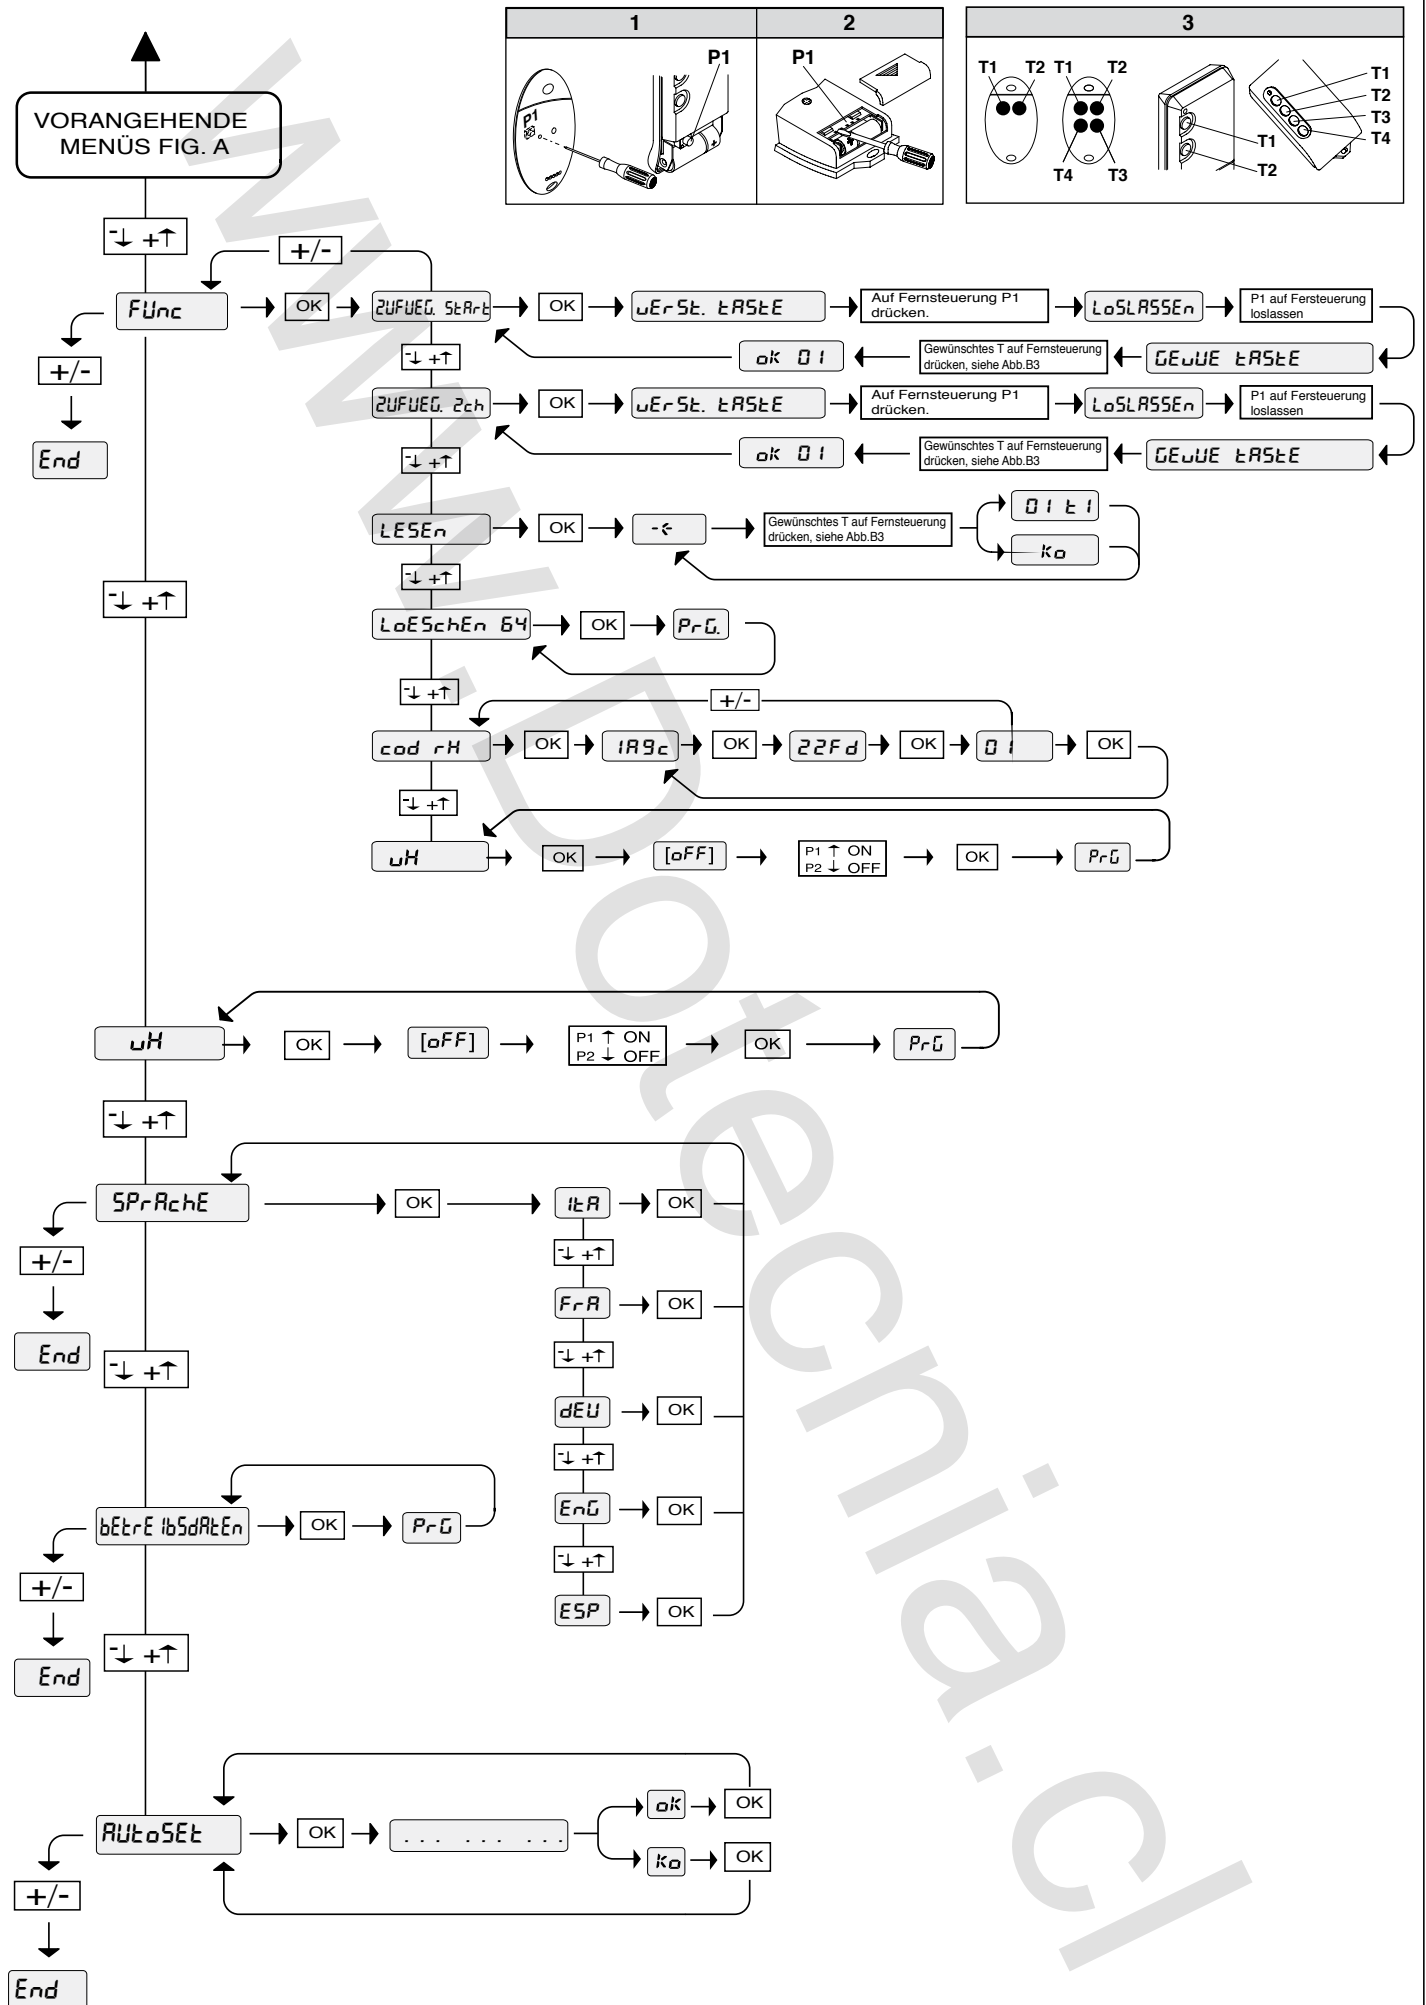 1
2
3
P1
P1
P1
T1 T2 T1 T2
T4 T3
T1
T2
T1
T2
T3
T4
VORANGEHENDE
MENÜS FIG. A
-↓ +↑
+/-
FUnc
OK
ZUFUEG. StArt
OK
vErSt. tAStE
Auf Fernsteuerung P1
drücken.
LoSLASSEn
P1 auf Fersteuerung
loslassen
+/-
End
-↓ +↑
oK 01
Gewünschtes T auf Fernsteuerung
drücken, siehe Abb.B3
GEwUE tAStE
ZUFUEG. 2ch
OK
vErSt. tAStE
Auf Fernsteuerung P1
drücken.
LoSLASSEn
P1 auf Fersteuerung
loslassen
-↓ +↑
oK 01
Gewünschtes T auf Fernsteuerung
drücken, siehe Abb.B3
GEwUE tAStE
LESEn
OK
-<-
Gewünschtes T auf Fernsteuerung
drücken, siehe Abb.B3
01 t1
Ko
-↓ +↑
-↓ +↑
LoESchEn 64
OK
PrG.
-↓ +↑
+/-
cod rH
OK
1A9c
OK
22Fd
OK
01
OK
-↓ +↑
uH
OK
[oFF]
P1 ↑ ON
P2 ↓ OFF
OK
PrG
uH
OK
[oFF]
P1 ↑ ON
P2 ↓ OFF
OK
PrG
-↓ +↑
SPrAchE
OK
ItA
OK
+/-
End
-↓ +↑
FrA
OK
-↓ +↑
-↓ +↑
dEU
OK
-↓ +↑
EnG
OK
-↓ +↑
ESP
OK
bEtrEIbSdAtEn
OK
PrG
+/-
End
-↓ +↑
AUtoSEt
OK
... ... ...
oK
OK
Ko
OK
+/-
End
www.Dotecnia.cl